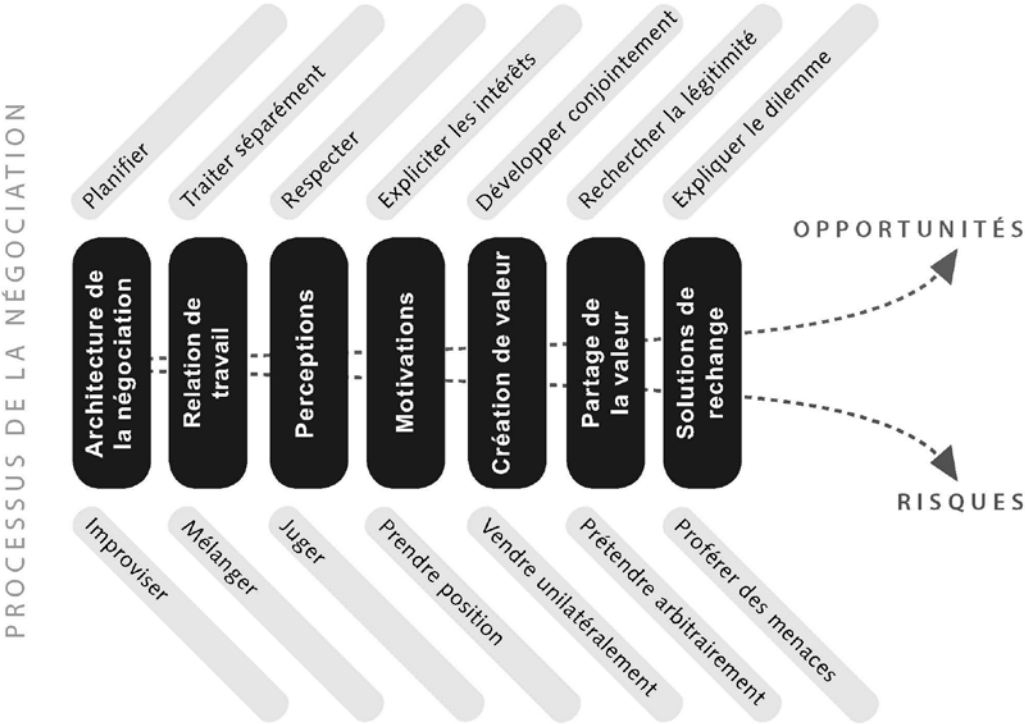 PROCESSUS DE LA NÉGOCIATION
Planifier
Traiter séparément
Respecter
Expliciter les intérêts
Développer conjointement
Rechercher la légitimité
Expliquer le dilemme
OPPORTUNITÉS
Architecture de
la négociation
Relation de
travail
Perceptions
Motivations
Création de valeur
Partage de
la valeur
Solutions de
rechange
RISQUES
Improviser
Mélanger
Juger
Prendre position
Vendre unilatéralement
Prétendre arbitrairement
Proférer des menaces